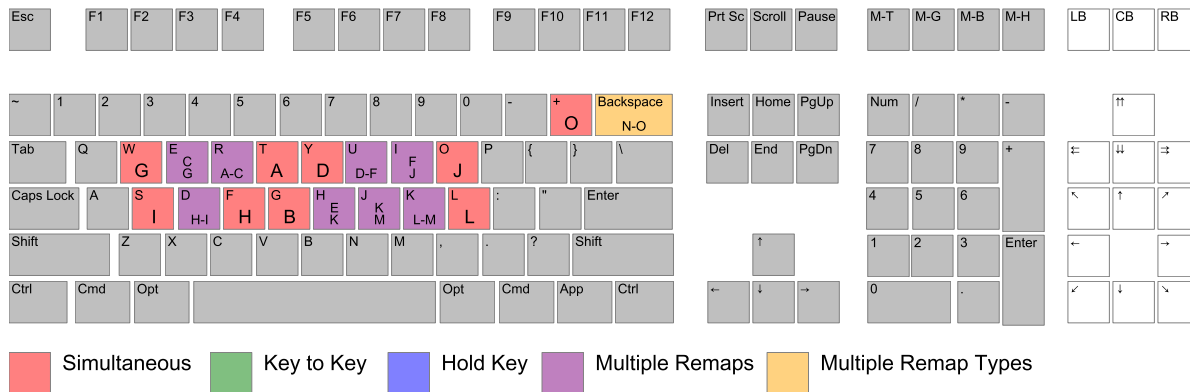 Esc F1 F2 F3 F4 F5 F6 F7 F8 F9 F10 F11 F12 Prt Sc Scroll Pause M-T M-G M-B M-H LB CB RB
~ 1 2 3 4 5 6 7 8 9 0 - + Backspace Insert Home PgUp Num / * - ⇈
O N-O
Tab Q W E R T Y U I O P { } \ Del End PgDn 7 8 9 + ⇇ ⇊ ⇉
G C G A-C A D D-F F J J
Caps Lock A S D F G H J K L : " Enter 4 5 6 ↖ ↑ ↗
I H-I H B E K K M L-M L
Shift Z X C V B N M , . ? Shift ↑ 1 2 3 Enter ← →
Ctrl Cmd Opt Opt Cmd App Ctrl ← ↓ → 0 . ↙ ↓ ↘
Simultaneous Key to Key Hold Key Multiple Remaps Multiple Remap Types